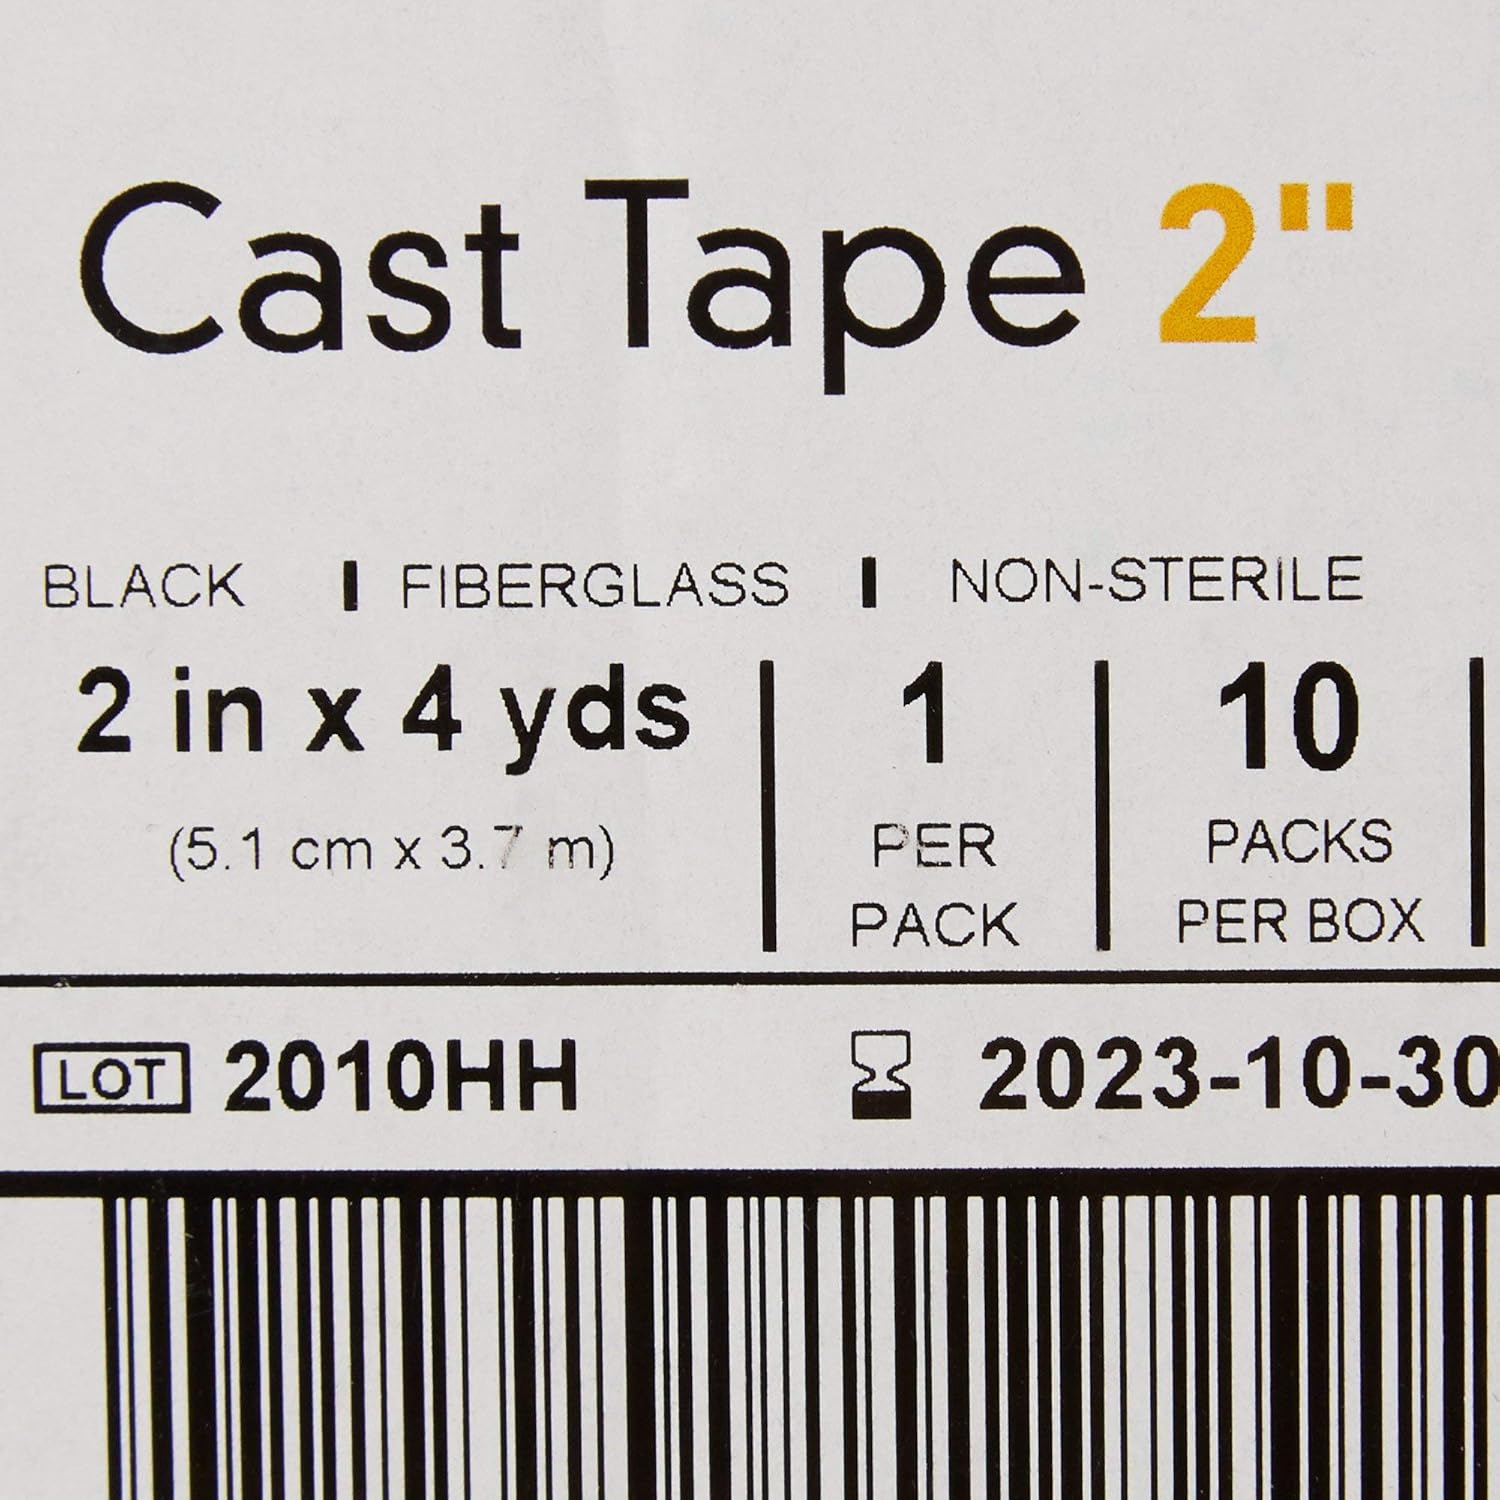 Cast Tape 2"
BLACK FIBERGLASS NON-STERILE
2 in x 4 yds
(5.1 cm x 3.7 m)
1
PER
PACK
10
PACKS
PER BOX
LOT 2010HH 2023-10-30